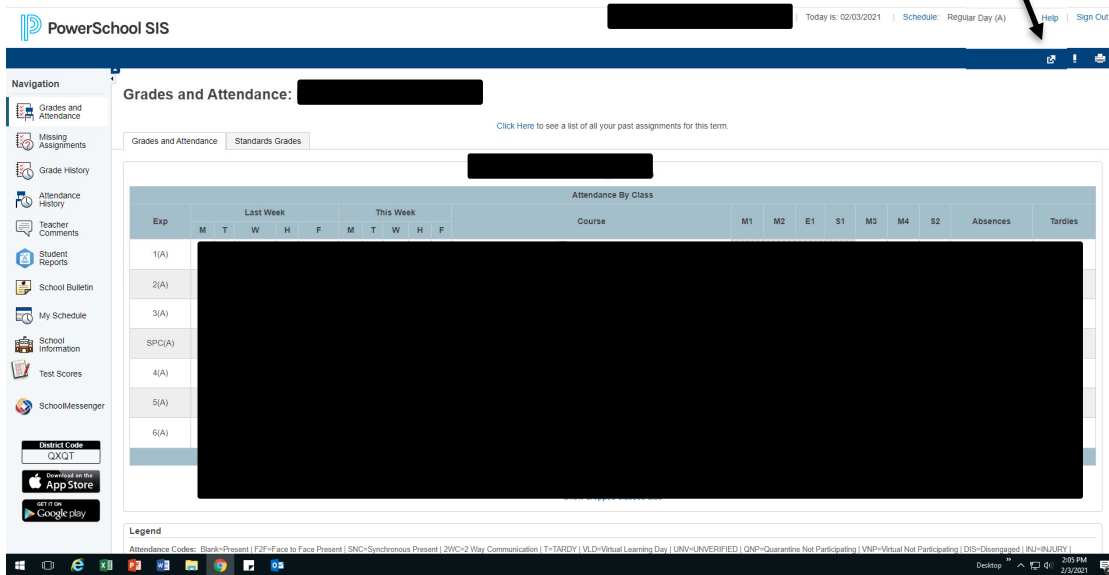 PowerSchool SIS
Today is: 02/03/2021 | Schedule: Regular Day (A) Help | Sign Out
Navigation
Grades and Attendance
Missing Assignments
Grade History
Attendance History
Teacher Comments
Student Reports
School Bulletin
My Schedule
School Information
Test Scores
SchoolMessenger
District Code
QXQT
Download on the
App Store
GET IT ON
Google play
Grades and Attendance:
Click Here to see a list of all your past assignments for this term.
Grades and Attendance Standards Grades
Attendance By Class
Exp Last Week This Week Course M1 M2 E1 S1 M3 M4 S2 Absences Tardies
M T W H F M T W H F
1(A)
2(A)
3(A)
SPC(A)
4(A)
5(A)
6(A)
Legend
Attendance Codes: Blank=Present | F2F=Face to Face Present | SNC=Synchronous Present | 2WC=2 Way Communication | T=TARDY | VLD=Virtual Learning Day | UNV=UNVERIFIED | QNP=Quarantine Not Participating | VNP=Virtual Not Participating | DIS=Disengaged | INJ=INJURY |
Desktop 2:05 PM
2/3/2021